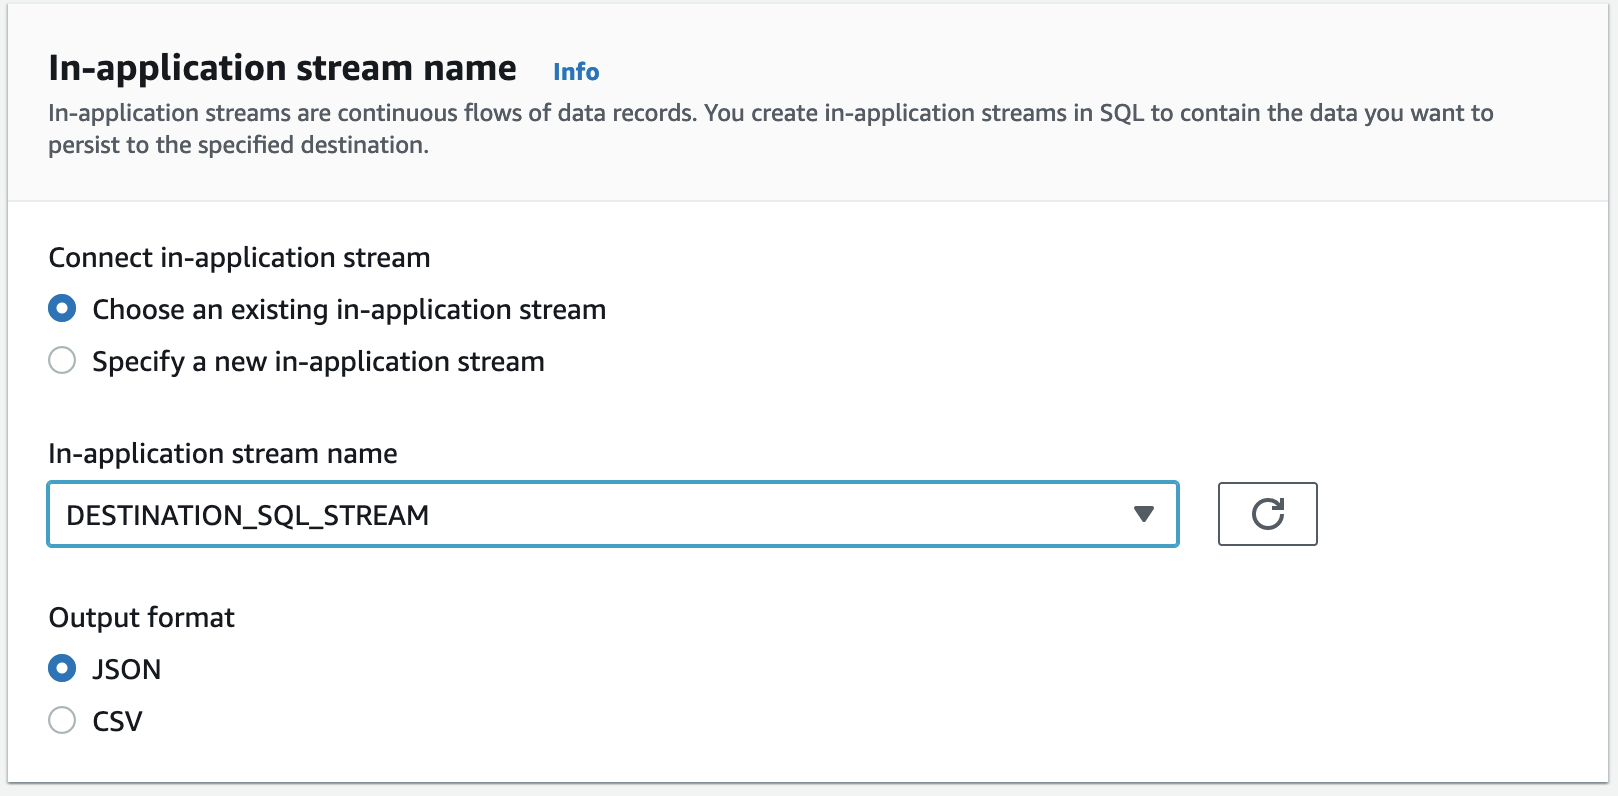 In-application stream name Info
In-application streams are continuous flows of data records. You create in-application streams in SQL to contain the data you want to
persist to the specified destination.
Connect in-application stream
Choose an existing in-application stream
Specify a new in-application stream
In-application stream name
DESTINATION_SQL_STREAM
Output format
JSON
CSV